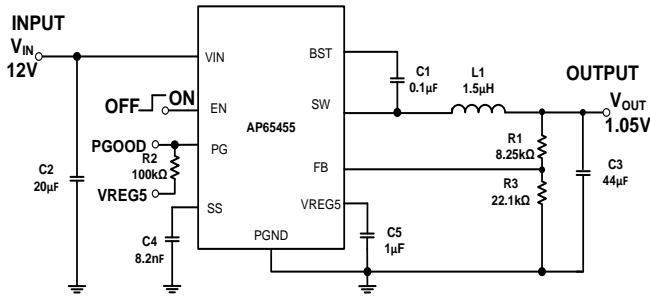 INPUT
VIN
12V
OFF ON
PGOOD
R2
100kΩ
VREG5
C2
20µF
C4
8.2nF
VIN
EN
PG
SS
AP65455
PGND
BST
SW
FB
VREG5
C1
0.1µF
L1
1.5µH
OUTPUT
VOUT
1.05V
R1
8.25kΩ
R3
22.1kΩ
C3
44µF
C5
1µF